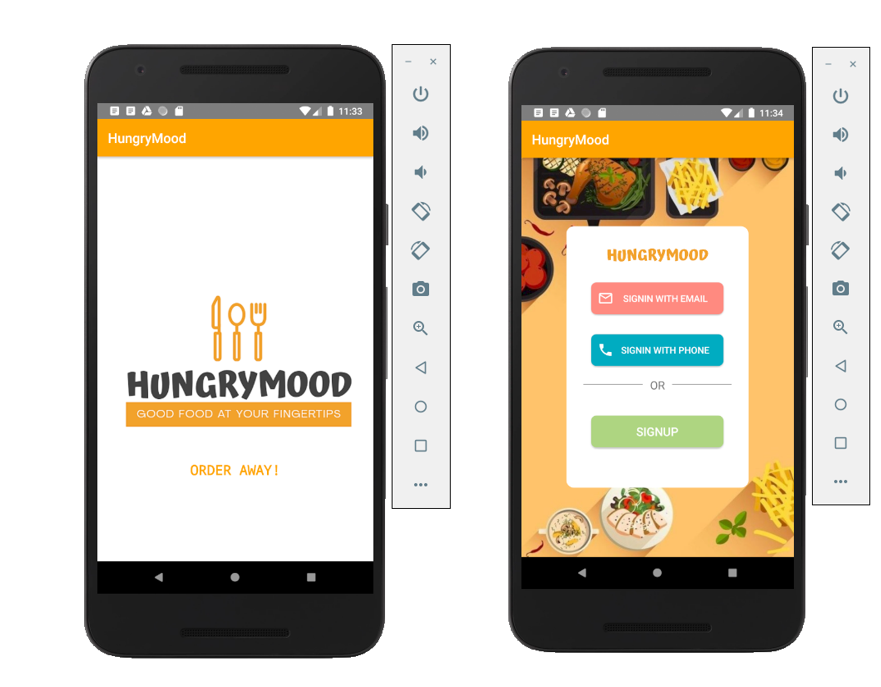 11:33
HungryMood
HUNGRYMOOD
GOOD FOOD AT YOUR FINGERTIPS
ORDER AWAY!
11:34
HungryMood
HUNGRYMOOD
SIGNIN WITH EMAIL
SIGNIN WITH PHONE
OR
SIGNUP